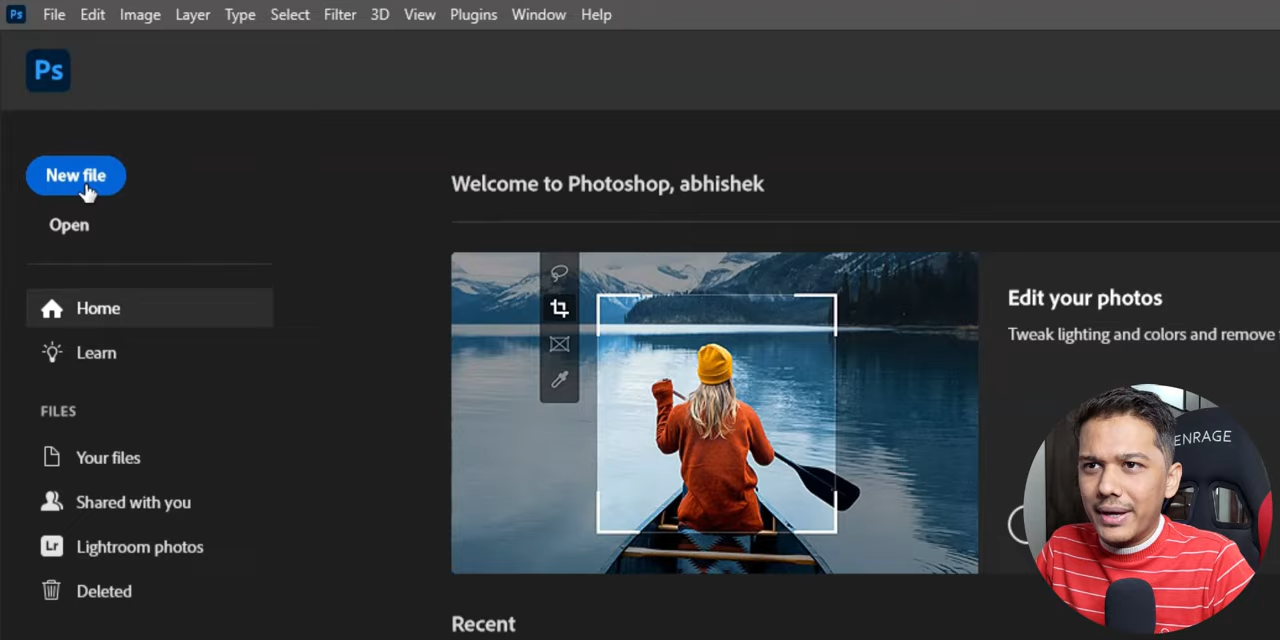 Ps File Edit Image Layer Type Select Filter 3D View Plugins Window Help
Ps
New file
Open
Home
Learn
FILES
Your files
Shared with you
Lr Lightroom photos
Deleted
Welcome to Photoshop, abhishek
Edit your photos
Tweak lighting and colors and remove
Recent
ENRAGE